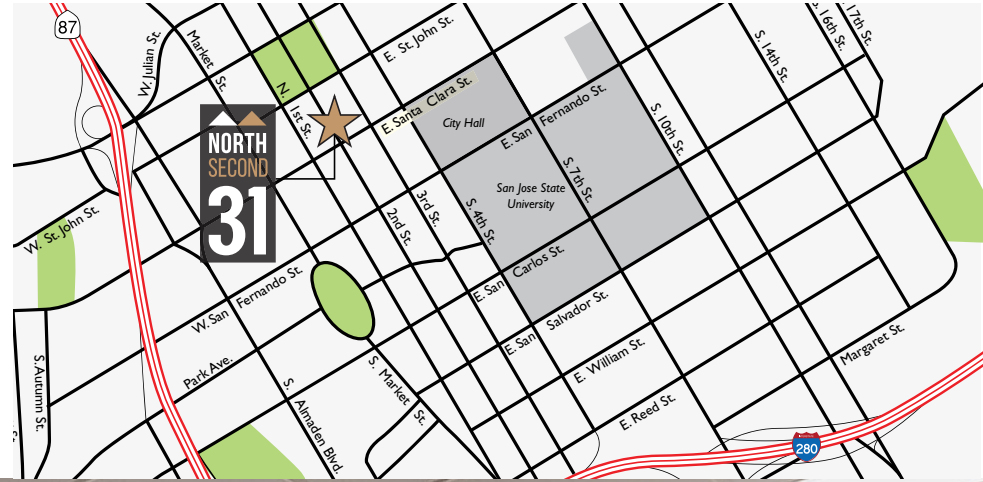 87
W. Julian St.
Market St.
N. 1st St.
E. St. John St.
E. Santa Clara St.
City Hall
E. San Fernando St.
S. 10th St.
S. 14th St.
S. 16th St.
17th St.
NORTH
SECOND
31
San Jose State
University
S. 7th St.
S. 4th St.
3rd St.
2nd St.
W. St. John St.
W. San Fernando St.
E. San Carlos St.
E. San Salvador St.
Park Ave.
S. Autumn St.
S. Almaden Blvd.
S. Market St.
E. William St.
E. Reed St.
Margaret St.
280